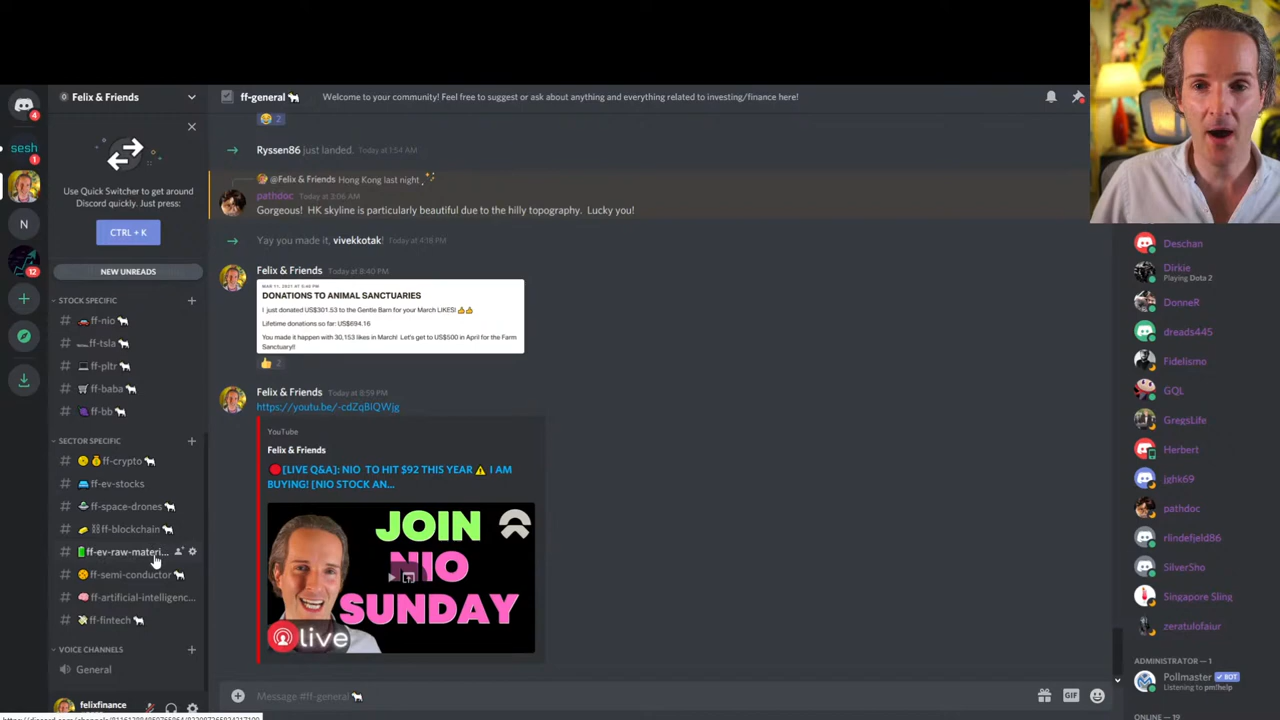 Felix & Friends
Use Quick Switcher to get around
Discord quickly. Just press:
CTRL + K
NEW UNREADS
STOCK SPECIFIC
ff-nio
ff-tsla
ff-pltr
ff-baba
ff-bb
SECTOR SPECIFIC
ff-crypto
ff-ev-stocks
ff-space-drones
ff-blockchain
ff-ev-raw-materi...
ff-semi-conductor
ff-artificial-intelligenc...
ff-fintech
VOICE CHANNELS
General
felixfinance
4
sesh
1
N
12
ff-general
Welcome to your community! Feel free to suggest or ask about anything and everything related to investing/finance here!
2
Ryssen86 just landed. Today at 1:54 AM
@Felix & Friends Hong Kong last night
pathdoc Today at 3:06 AM
Gorgeous! HK skyline is particularly beautiful due to the hilly topography. Lucky you!
Yay you made it, vivekkotak! Today at 4:18 PM
Felix & Friends Today at 8:40 PM
MAR 11, 2021 AT 5:46 PM
DONATIONS TO ANIMAL SANCTUARIES
I just donated US$301.53 to the Gentle Barn for your March LIKES!
Lifetime donations so far: US$694.16
You made it happen with 30,153 likes in March! Let's get to US$500 in April for the Farm
Sanctuary!!
2
Felix & Friends Today at 8:59 PM
https://youtu.be/-cdZqBlQWjg
YouTube
Felix & Friends
[LIVE Q&A]: NIO TO HIT $92 THIS YEAR I AM
BUYING! [NIO STOCK AN...
JOIN
NIO
SUNDAY
live
Message #ff-general
GIF
Deschan
Dirkie
Playing Dota 2
DonneR
dreads445
Fidelismo
GQL
GregsLife
Herbert
jghk69
pathdoc
rlindefjeld86
SilverSho
Singapore Sling
zeratulofaiur
ADMINISTRATOR — 1
Pollmaster BOT
Listening to pm!help
ONLINE — 19